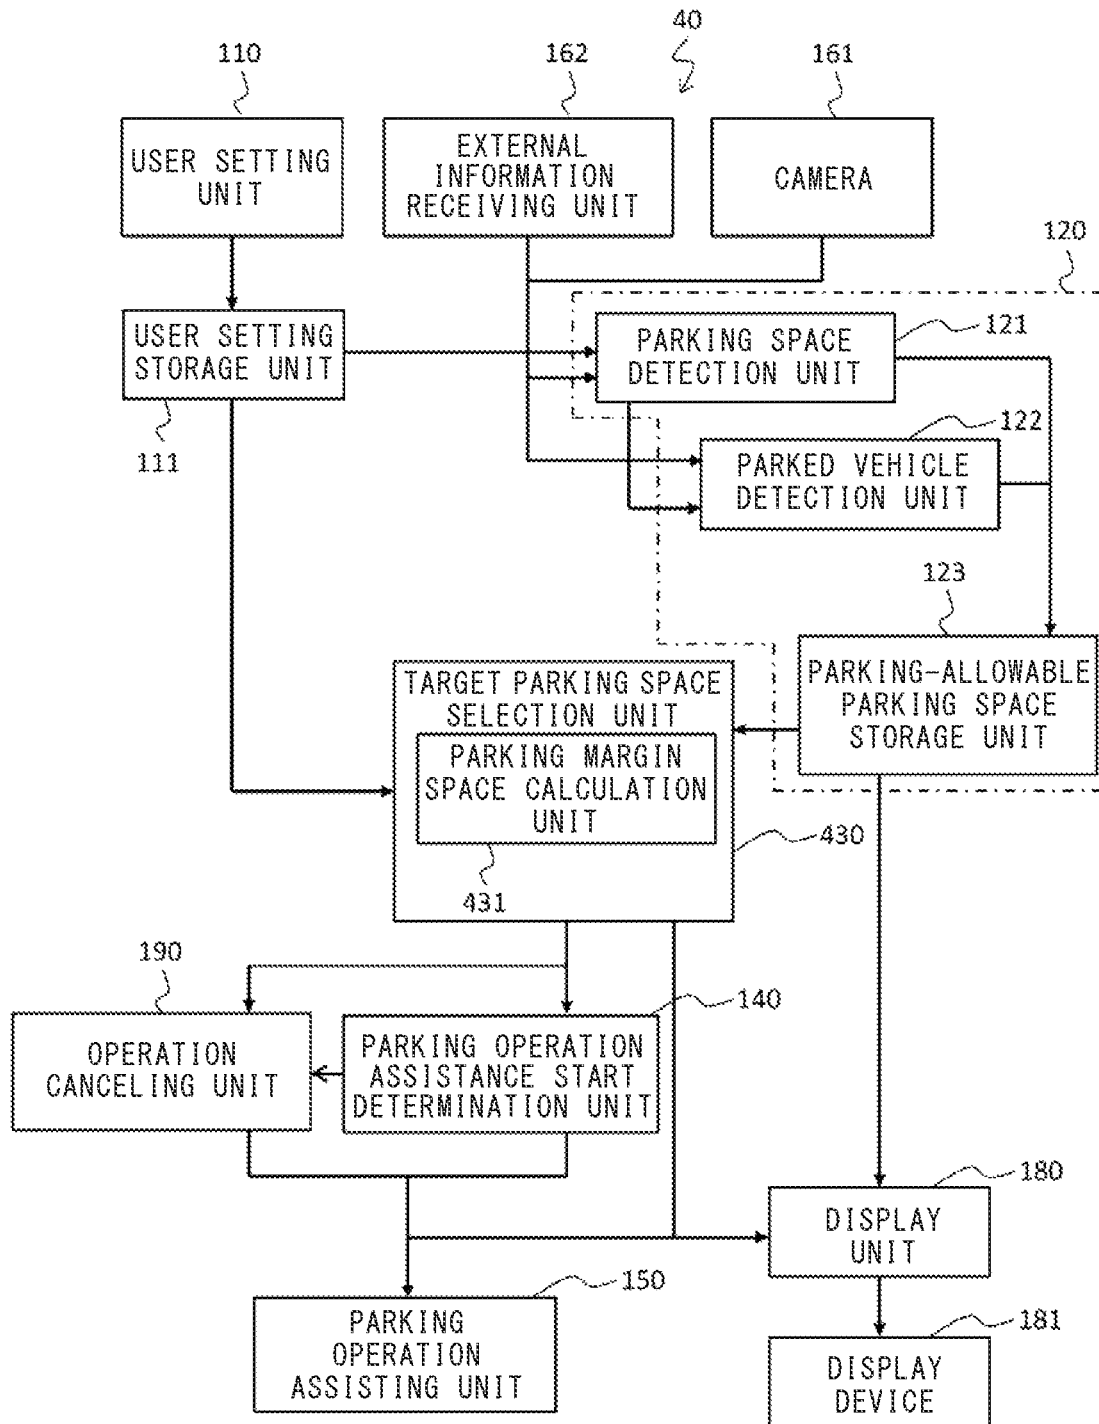 40
110
162
161
USER SETTING
UNIT
EXTERNAL
INFORMATION
RECEIVING UNIT
CAMERA
120
USER SETTING
STORAGE UNIT
PARKING SPACE
DETECTION UNIT
121
111
122
PARKED VEHICLE
DETECTION UNIT
123
TARGET PARKING SPACE
SELECTION UNIT
PARKING-ALLOWABLE
PARKING SPACE
STORAGE UNIT
PARKING MARGIN
SPACE CALCULATION
UNIT
430
431
190
140
OPERATION
CANCELING UNIT
PARKING OPERATION
ASSISTANCE START
DETERMINATION UNIT
180
DISPLAY
UNIT
150
PARKING
OPERATION
ASSISTING UNIT
181
DISPLAY
DEVICE